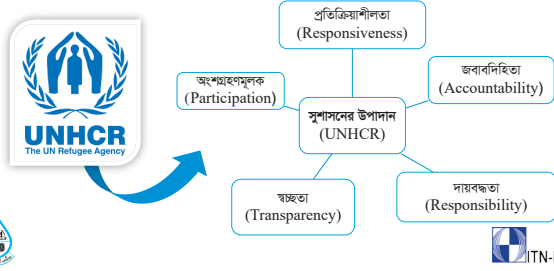 প্রতিক্রিয়াশীলতা
(Responsiveness)
অংশগ্রহণমূলক
(Participation)
জবাবদিহিতা
(Accountability)
সুশাসনের উপাদান
(UNHCR)
UNHCR
The UN Refugee Agency
স্বচ্ছতা
(Transparency)
দায়বদ্ধতা
(Responsibility)
ITN-